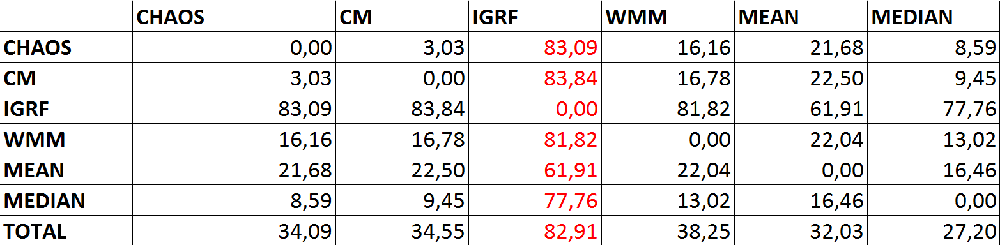 CHAOS CM IGRF WMM MEAN MEDIAN
CHAOS 0,00 3,03 83,09 16,16 21,68 8,59
CM 3,03 0,00 83,84 16,78 22,50 9,45
IGRF 83,09 83,84 0,00 81,82 61,91 77,76
WMM 16,16 16,78 81,82 0,00 22,04 13,02
MEAN 21,68 22,50 61,91 22,04 0,00 16,46
MEDIAN 8,59 9,45 77,76 13,02 16,46 0,00
TOTAL 34,09 34,55 82,91 38,25 32,03 27,20